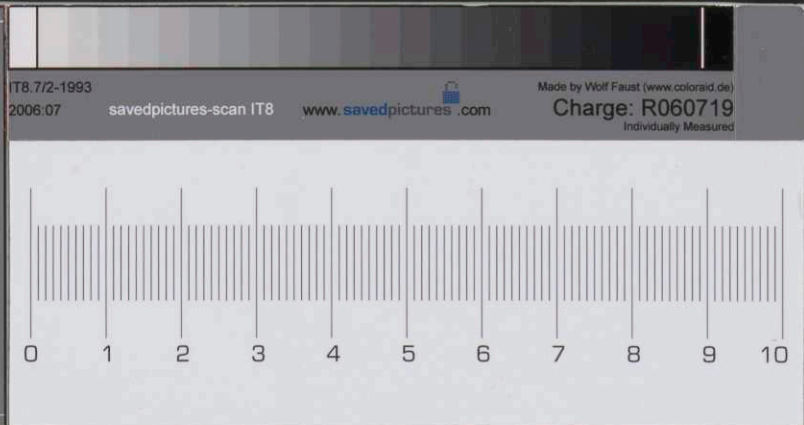 IT8.7/2-1993
Made by Wolf Faust (www.coloraid.de)
2006:07 savedpictures-scan IT8 www.savedpictures.com Charge: R060719
Individually Measured
0 1 2 3 4 5 6 7 8 9 10